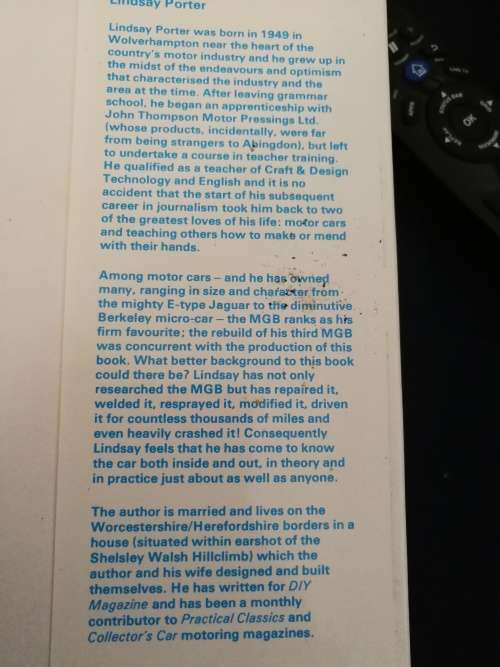 Lindsay Porter
Lindsay Porter was born in 1949 in
Wolverhampton near the heart of the
country's motor industry and he grew up in
the midst of the endeavours and optimism
that characterised the industry and the
area at the time. After leaving grammar
school, he began an apprenticeship with
John Thompson Motor Pressings Ltd.
(whose products, incidentally, were far
from being strangers to Abingdon), but left
to undertake a course in teacher training.
He qualified as a teacher of Craft & Design
Technology and English and it is no
accident that the start of his subsequent
career in journalism took him back to two
of the greatest loves of his life: motor cars
and teaching others how to make or mend
with their hands.
Among motor cars – and he has owned
many, ranging in size and character from
the mighty E-type Jaguar to the diminutive
Berkeley micro-car – the MGB ranks as his
firm favourite; the rebuild of his third MGB
was concurrent with the production of this
book. What better background to this book
could there be? Lindsay has not only
researched the MGB but has repaired it,
welded it, resprayed it, modified it, driven
it for countless thousands of miles and
even heavily crashed it! Consequently
Lindsay feels that he has come to know
the car both inside and out, in theory and
in practice just about as well as anyone.
The author is married and lives on the
Worcestershire/Herefordshire borders in a
house (situated within earshot of the
Shelsley Walsh Hillclimb) which the
author and his wife designed and built
themselves. He has written for DIY
Magazine and has been a monthly
contributor to Practical Classics and
Collector's Car motoring magazines.
OK